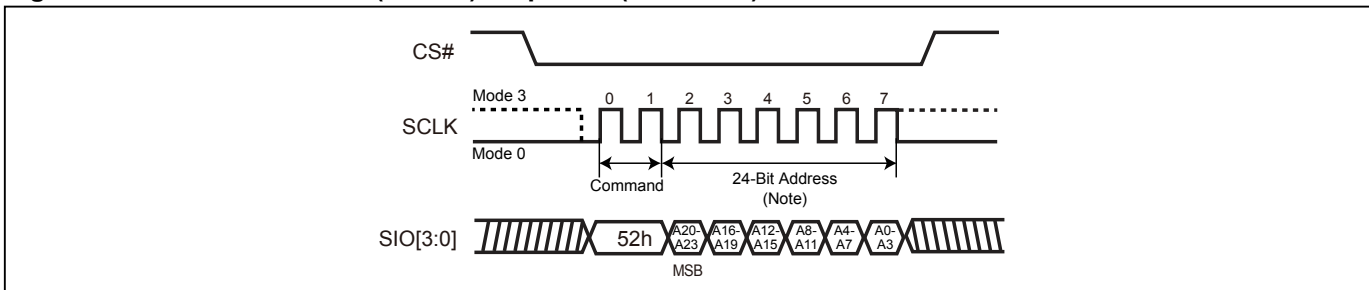 CS#
Mode 3
0 1 2 3 4 5 6 7
SCLK
Mode 0
Command
24-Bit Address
(Note)
SIO[3:0]
52h
A20-
A23
A16-
A19
A12-
A15
A8-
A11
A4-
A7
A0-
A3
MSB